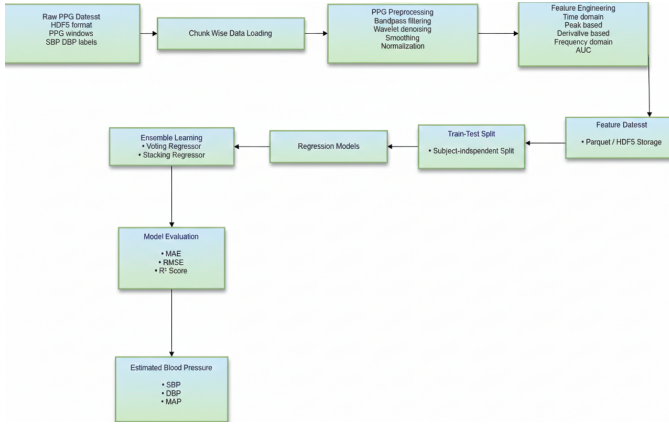 Raw PPG Datesst
HDF5 format
PPG windows
SBP DBP labels
Chunk Wise Data Loading
PPG Preprocessing
Bandpass filtering
Wavelet denoising
Smoothing
Normalization
Feature Engineering
Time domain
Peak based
Derivailve based
Frequency domain
AUC
Feature Datesst
• Parquet / HDF5 Storage
Train-Test Split
• Subject-indspendent Split
Regression Models
Ensemble Learning
• Voting Regressor
• Stacking Regressor
Model Evaluation
• MAE
• RMSE
• R² Score
Estimated Blood Pressure
• SBP
• DBP
• MAP